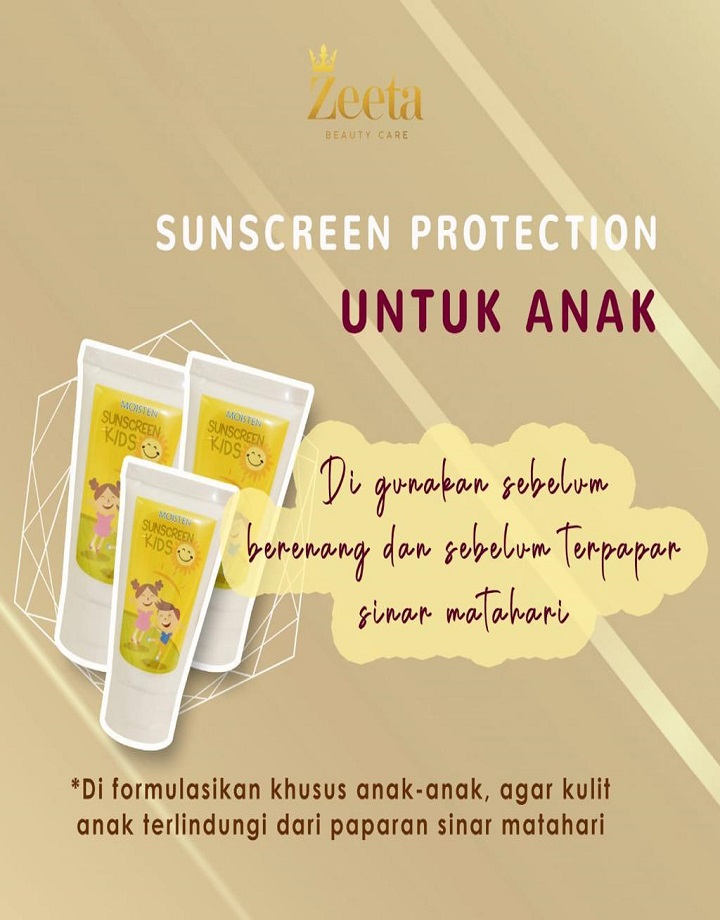 Zeeta
BEAUTY CARE
SUNSCREEN PROTECTION
UNTUK ANAK
MOISTEN
SUNSCREEN
KIDS
MOISTEN
SUNSCREEN
KIDS
MOISTEN
SUNSCREEN
KIDS
Di gunakan sebelum
berenang dan sebelum terpapar
sinar matahari
*Di formulasikan khusus anak-anak, agar kulit
anak terlindungi dari paparan sinar matahari